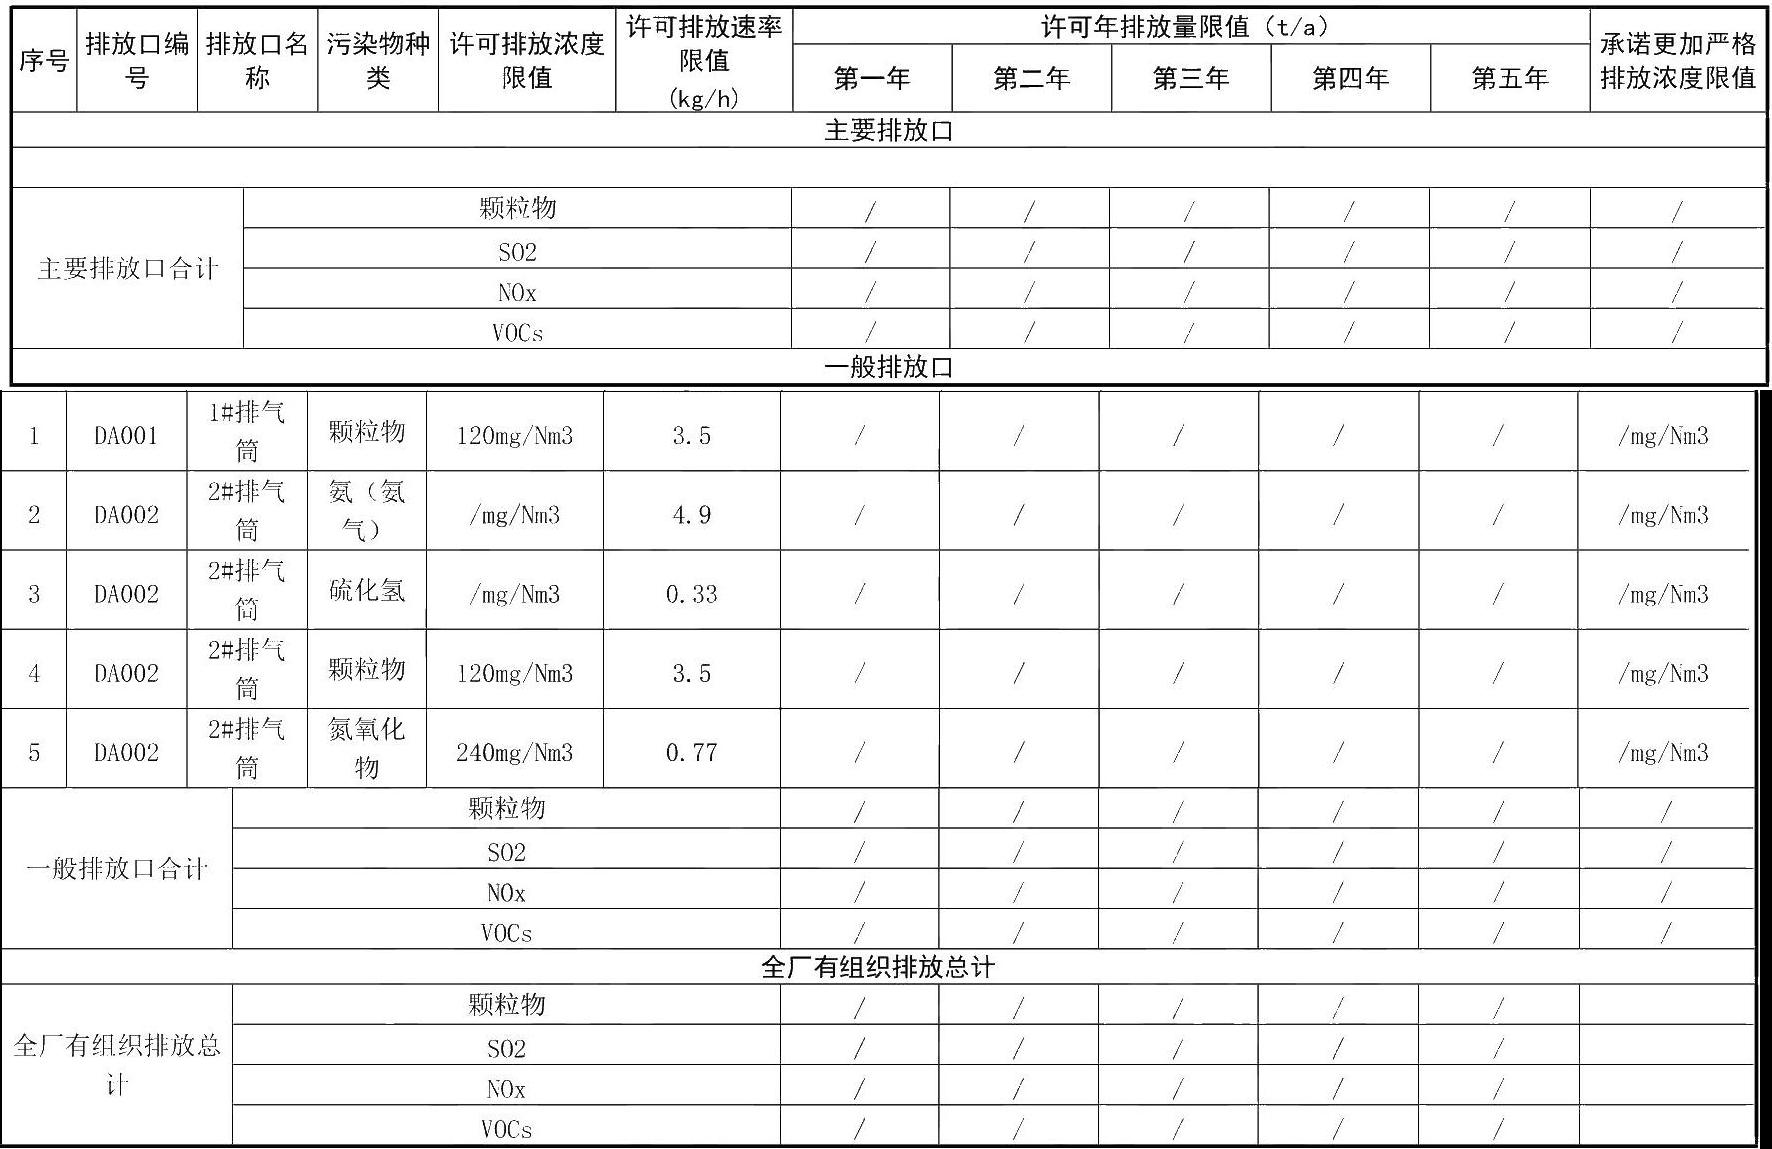 序号 排放口编号 排放口名称 污染物种类 许可排放浓度限值 许可排放速率限值(kg/h) 许可年排放量限值（t/a） 承诺更加严格排放浓度限值
第一年 第二年 第三年 第四年 第五年
主要排放口
主要排放口合计 颗粒物 / / / / / /
SO2 / / / / / /
NOx / / / / / /
VOCs / / / / / /
一般排放口
1 DA001 1#排气筒 颗粒物 120mg/Nm3 3.5 / / / / / /mg/Nm3
2 DA002 2#排气筒 氨（氨气） /mg/Nm3 4.9 / / / / / /mg/Nm3
3 DA002 2#排气筒 硫化氢 /mg/Nm3 0.33 / / / / / /mg/Nm3
4 DA002 2#排气筒 颗粒物 120mg/Nm3 3.5 / / / / / /mg/Nm3
5 DA002 2#排气筒 氮氧化物 240mg/Nm3 0.77 / / / / / /mg/Nm3
一般排放口合计 颗粒物 / / / / / /
SO2 / / / / / /
NOx / / / / / /
VOCs / / / / / /
全厂有组织排放总计
全厂有组织排放总计 颗粒物 / / / / /
SO2 / / / / /
NOx / / / / /
VOCs / / / / /